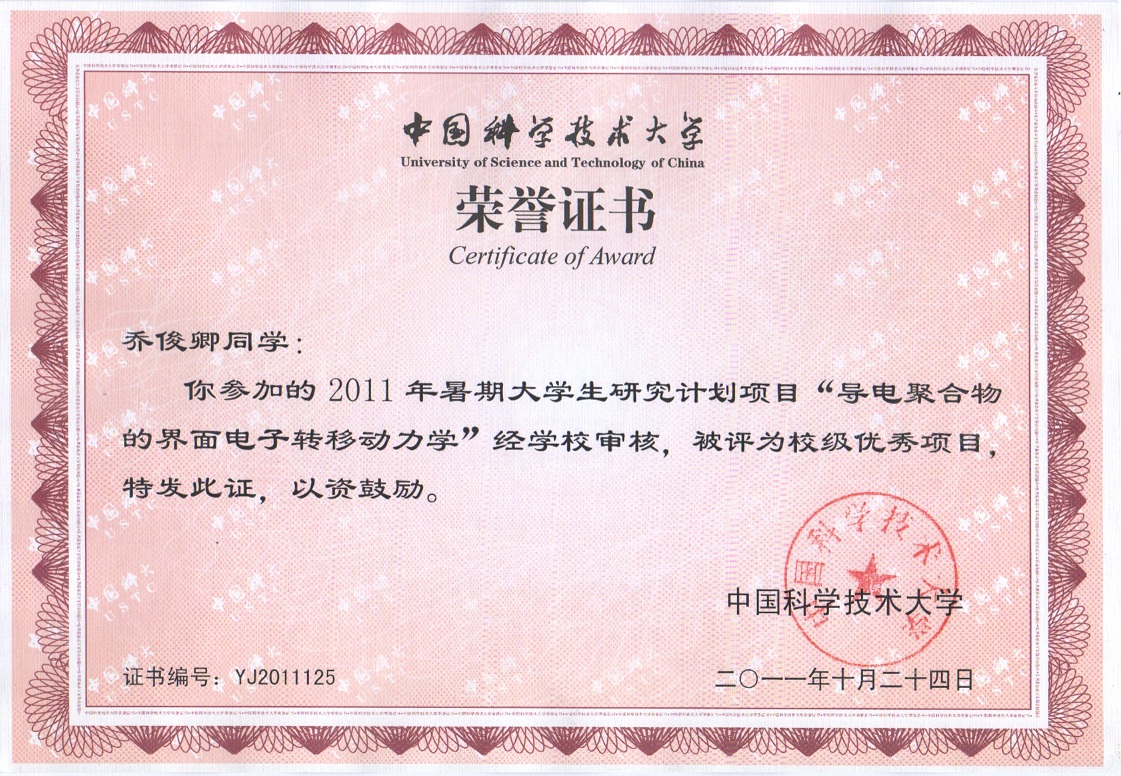 中国科学技术大学
University of Science and Technology of China
荣誉证书
Certificate of Award
乔俊卿同学：
你参加的 2011 年暑期大学生研究计划项目“导电聚合物
的界面电子转移动力学”经学校审核，被评为校级优秀项目，
特发此证，以资鼓励。
中国科学技术大学
中国科学技术大学
证书编号：YJ2011125
二〇一一年十月二十四日